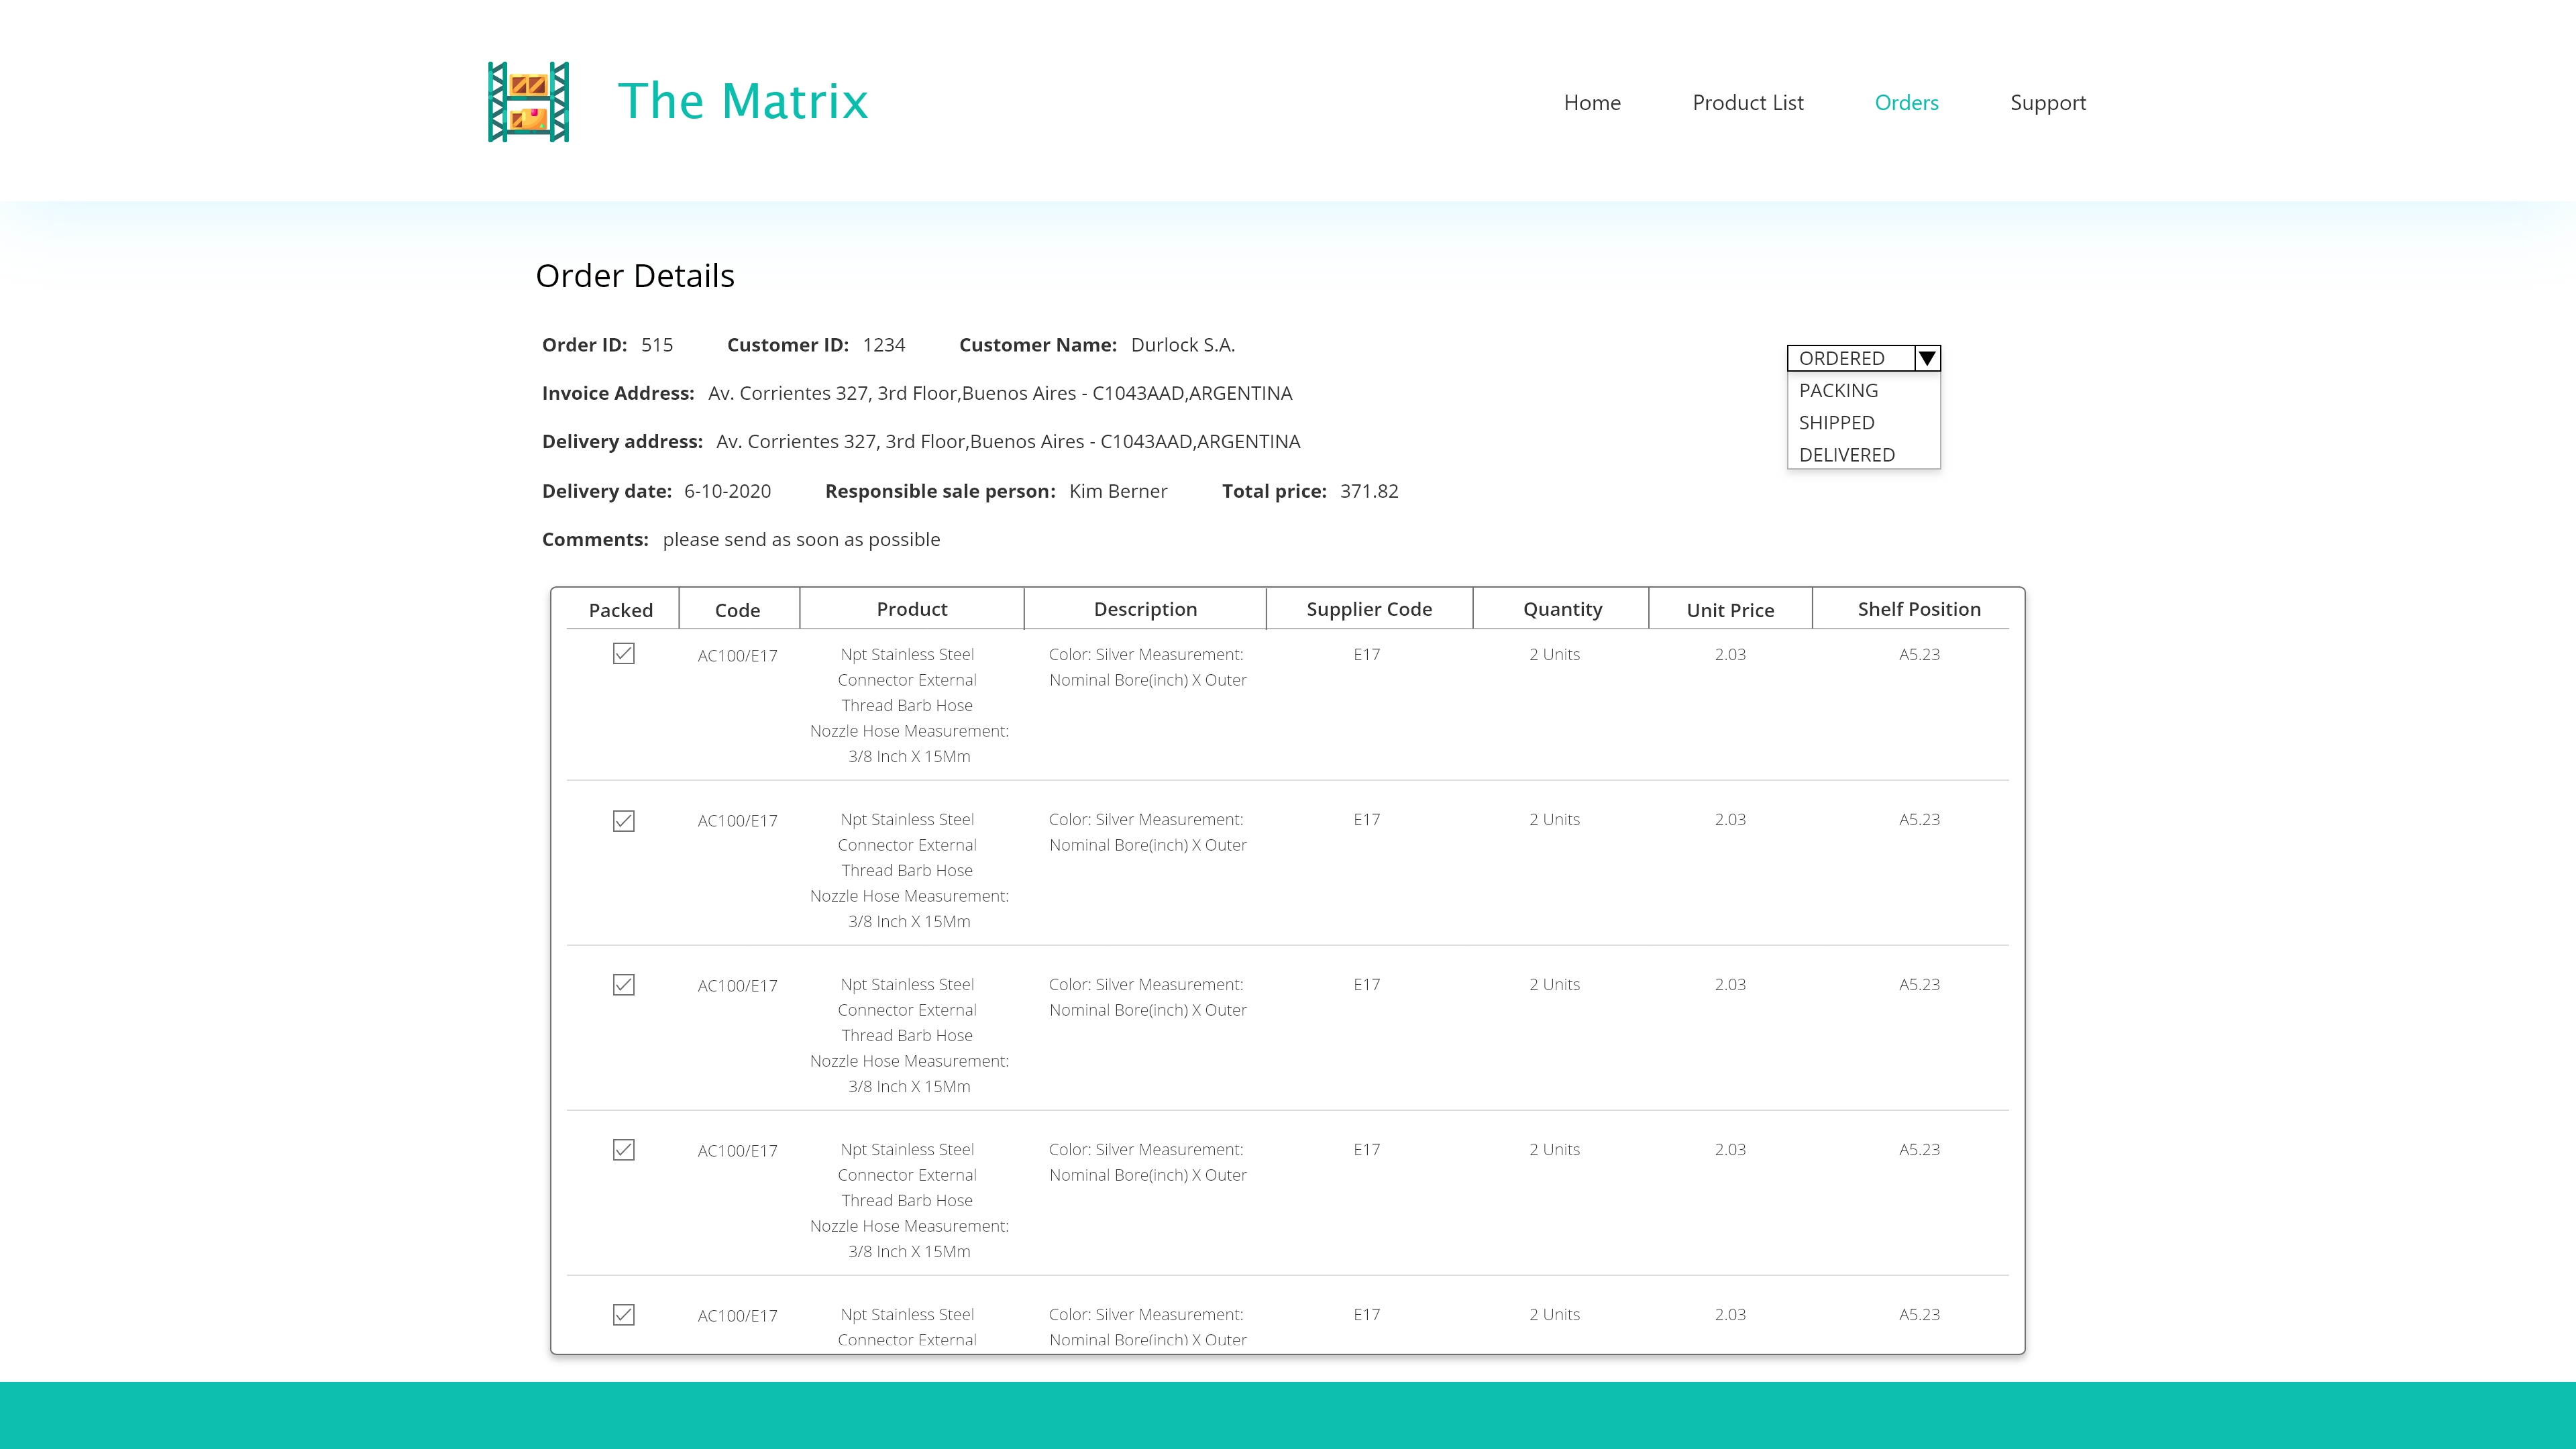 The Matrix
Home Product List Orders Support
Order Details
Order ID: 515 Customer ID: 1234 Customer Name: Durlock S.A.
ORDERED
Invoice Address: Av. Corrientes 327, 3rd Floor,Buenos Aires - C1043AAD,ARGENTINA
PACKING
SHIPPED
Delivery address: Av. Corrientes 327, 3rd Floor,Buenos Aires - C1043AAD,ARGENTINA
DELIVERED
Delivery date: 6-10-2020 Responsible sale person: Kim Berner Total price: 371.82
Comments: please send as soon as possible
Packed Code Product Description Supplier Code Quantity Unit Price Shelf Position
AC100/E17 Npt Stainless Steel Color: Silver Measurement: E17 2 Units 2.03 A5.23
Connector External Nominal Bore(inch) X Outer
Thread Barb Hose
Nozzle Hose Measurement:
3/8 Inch X 15Mm
AC100/E17 Npt Stainless Steel Color: Silver Measurement: E17 2 Units 2.03 A5.23
Connector External Nominal Bore(inch) X Outer
Thread Barb Hose
Nozzle Hose Measurement:
3/8 Inch X 15Mm
AC100/E17 Npt Stainless Steel Color: Silver Measurement: E17 2 Units 2.03 A5.23
Connector External Nominal Bore(inch) X Outer
Thread Barb Hose
Nozzle Hose Measurement:
3/8 Inch X 15Mm
AC100/E17 Npt Stainless Steel Color: Silver Measurement: E17 2 Units 2.03 A5.23
Connector External Nominal Bore(inch) X Outer
Thread Barb Hose
Nozzle Hose Measurement:
3/8 Inch X 15Mm
AC100/E17 Npt Stainless Steel Color: Silver Measurement: E17 2 Units 2.03 A5.23
Connector External Nominal Bore(inch) X Outer